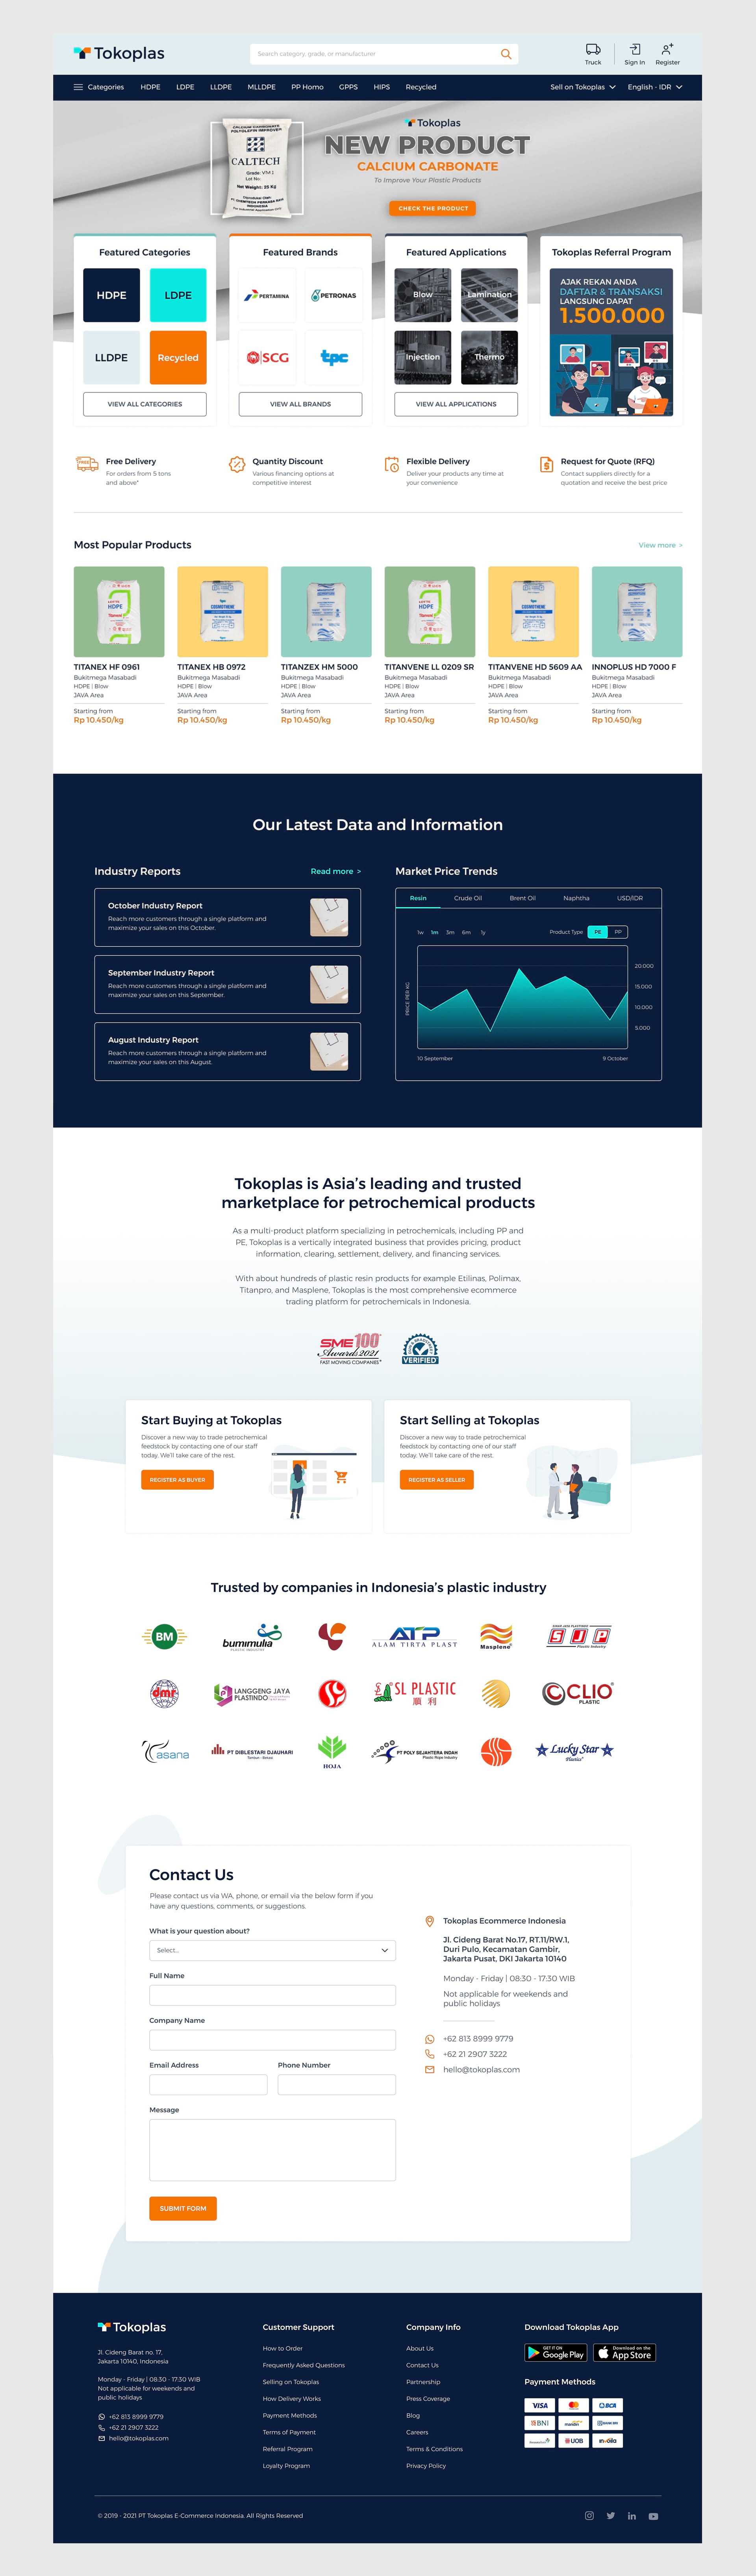 Tokoplas
Search category, grade, or manufacturer
Truck
Sign In
Register
Categories
HDPE
LDPE
LLDPE
MLLDPE
PP Homo
GPPS
HIPS
Recycled
Sell on Tokoplas
English - IDR
CALCIUM CARBONATE
POLYOLEFIN IMPROVER
CALTECH
Grade: VM 1
Lot No.
Net Weight: 25 Kg
Tokoplas
NEW PRODUCT
CALCIUM CARBONATE
To Improve Your Plastic Products
CHECK THE PRODUCT
Featured Categories
HDPE
LDPE
LLDPE
Recycled
VIEW ALL CATEGORIES
Featured Brands
PERTAMINA
PETRONAS
SCG
tpc
VIEW ALL BRANDS
Featured Applications
Blow
Lamination
Injection
Thermo
VIEW ALL APPLICATIONS
Tokoplas Referral Program
AJAK REKAN ANDA
DAFTAR & TRANSAKSI
LANGSUNG DAPAT
1.500.000
FREE
Free Delivery
For orders from 5 tons
and above*
Quantity Discount
Various financing options at
competitive interest
Flexible Delivery
Deliver your products any time at
your convenience
Request for Quote (RFQ)
Contact suppliers directly for a
quotation and receive the best price
Most Popular Products
View more >
TITANEX HF 0961
Bukitmega Masabadi
HDPE | Blow
JAVA Area
Starting from
Rp 10.450/kg
TITANEX HB 0972
Bukitmega Masabadi
HDPE | Blow
JAVA Area
Starting from
Rp 10.450/kg
TITANZEX HM 5000
Bukitmega Masabadi
HDPE | Blow
JAVA Area
Starting from
Rp 10.450/kg
TITANVENE LL 0209 SR
Bukitmega Masabadi
HDPE | Blow
JAVA Area
Starting from
Rp 10.450/kg
TITANVENE HD 5609 AA
Bukitmega Masabadi
HDPE | Blow
JAVA Area
Starting from
Rp 10.450/kg
INNOPLUS HD 7000 F
Bukitmega Masabadi
HDPE | Blow
JAVA Area
Starting from
Rp 10.450/kg
Our Latest Data and Information
Industry Reports
Read more >
October Industry Report
Reach more customers through a single platform and
maximize your sales on this October.
September Industry Report
Reach more customers through a single platform and
maximize your sales on this September.
August Industry Report
Reach more customers through a single platform and
maximize your sales on this August.
Market Price Trends
Resin
Crude Oil
Brent Oil
Naphtha
USD/IDR
1w 1m 3m 6m 1y
Product Type PE PP
PRICE PER KG
20.000
15.000
10.000
5.000
10 September
9 October
Tokoplas is Asia's leading and trusted
marketplace for petrochemical products
As a multi-product platform specializing in petrochemicals, including PP and
PE, Tokoplas is a vertically integrated business that provides pricing, product
information, clearing, settlement, delivery, and financing services.
With about hundreds of plastic resin products for example Etilinas, Polimax,
Titanpro, and Masplene, Tokoplas is the most comprehensive ecommerce
trading platform for petrochemicals in Indonesia.
SME 100
Awards 2021
FAST MOVING COMPANIES
VERIFIED
Start Buying at Tokoplas
Discover a new way to trade petrochemical
feedstock by contacting one of our staff
today. We'll take care of the rest.
REGISTER AS BUYER
Start Selling at Tokoplas
Discover a new way to trade petrochemical
feedstock by contacting one of our staff
today. We'll take care of the rest.
REGISTER AS SELLER
Trusted by companies in Indonesia's plastic industry
BM
bumimulia
ATP
ALAM TIRTA PLAST
Masplene
SJP
Plastic Industry
dmr
LANGGENG JAYA
PLASTINDO
SL PLASTIC
順 利
CLIO
PLASTIC
asana
PT DIBLESTARI DJAUHARI
HOJA
PT POLY SEJAHTERA INDAH
Lucky Star
Plastics
Contact Us
Please contact us via WA, phone, or email via the below form if you
have any questions, comments, or suggestions.
What is your question about?
Select...
Full Name
Company Name
Email Address
Phone Number
Message
SUBMIT FORM
Tokoplas Ecommerce Indonesia
Jl. Cideng Barat No.17, RT.11/RW.1,
Duri Pulo, Kecamatan Gambir,
Jakarta Pusat, DKI Jakarta 10140
Monday - Friday | 08:30 - 17:30 WIB
Not applicable for weekends and
public holidays
+62 813 8999 9779
+62 21 2907 3222
hello@tokoplas.com
Tokoplas
Jl. Cideng Barat no. 17,
Jakarta 10140, Indonesia
Monday - Friday | 08:30 - 17:30 WIB
Not applicable for weekends and
public holidays
+62 813 8999 9779
+62 21 2907 3222
hello@tokoplas.com
Customer Support
How to Order
Frequently Asked Questions
Selling on Tokoplas
How Delivery Works
Payment Methods
Terms of Payment
Referral Program
Loyalty Program
Company Info
About Us
Contact Us
Partnership
Press Coverage
Blog
Careers
Terms & Conditions
Privacy Policy
Download Tokoplas App
GET IT ON
Google Play
Download on the
App Store
Payment Methods
VISA
BCA
BNI
mandiri
UOB
invoila
© 2019 - 2021 PT Tokoplas E-Commerce Indonesia. All Rights Reserved